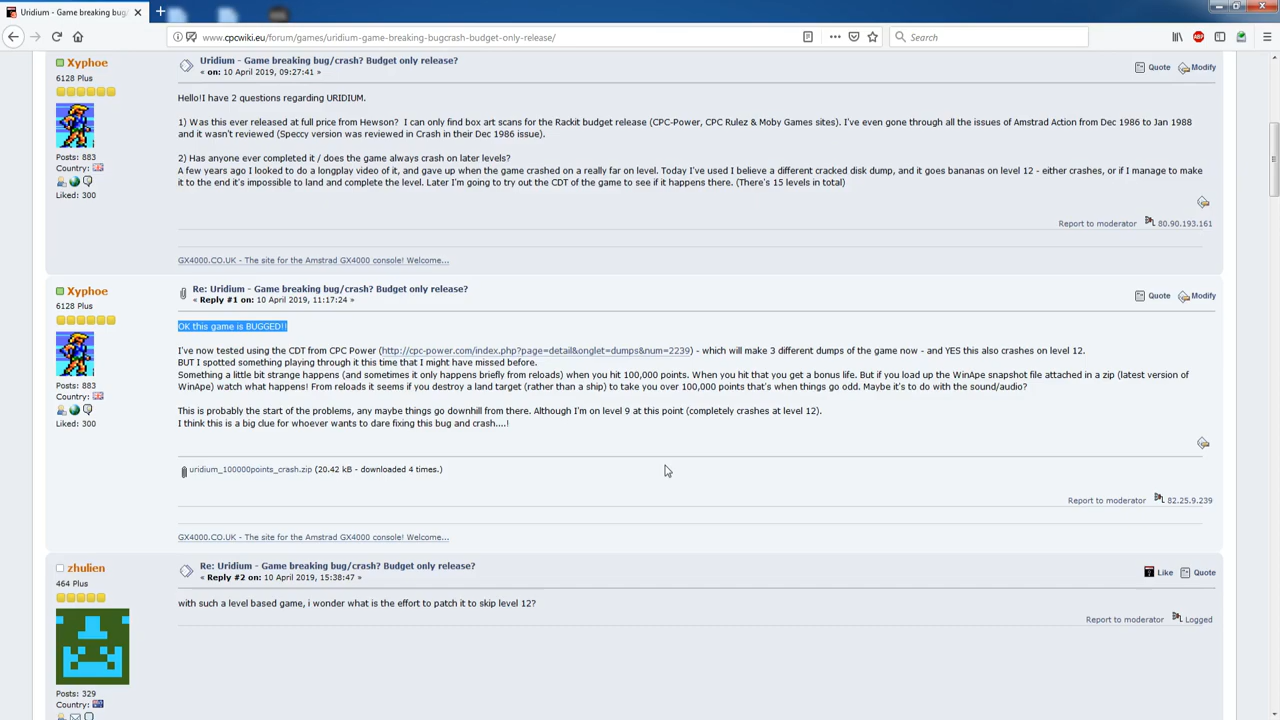 Uridium - Game breaking bug/
www.cpcwiki.eu/forum/games/uridium-game-breaking-bugcrash-budget-only-release/
Search
ABP
Xyphoe
6128 Plus
Posts: 883
Country:
Liked: 300
Uridium - Game breaking bug/crash? Budget only release?
« on: 10 April 2019, 09:27:41 »
Quote
Modify
Hello!I have 2 questions regarding URIDIUM.
1) Was this ever released at full price from Hewson?  I can only find box art scans for the Rackit budget release (CPC-Power, CPC Rulez & Moby Games sites). I've even gone through all the issues of Amstrad Action from Dec 1986 to Jan 1988
and it wasn't reviewed (Speccy version was reviewed in Crash in their Dec 1986 issue).
2) Has anyone ever completed it / does the game always crash on later levels?
A few years ago I looked to do a longplay video of it, and gave up when the game crashed on a really far on level. Today I've used I believe a different cracked disk dump, and it goes bananas on level 12 - either crashes, or if I manage to make
it to the end it's impossible to land and complete the level. Later I'm going to try out the CDT of the game to see if it happens there. (There's 15 levels in total)
Report to moderator
80.90.193.161
GX4000.CO.UK - The site for the Amstrad GX4000 console! Welcome...
Xyphoe
6128 Plus
Posts: 883
Country:
Liked: 300
Re: Uridium - Game breaking bug/crash? Budget only release?
« Reply #1 on: 10 April 2019, 11:17:24 »
Quote
Modify
OK this game is BUGGED!!
I've now tested using the CDT from CPC Power (http://cpc-power.com/index.php?page=detail&onglet=dumps&num=2239) - which will make 3 different dumps of the game now - and YES this also crashes on level 12.
BUT I spotted something playing through it this time that I might have missed before.
Something a little bit strange happens (and sometimes it only happens briefly from reloads) when you hit 100,000 points. When you hit that you get a bonus life. But if you load up the WinApe snapshot file attached in a zip (latest version of
WinApe) watch what happens! From reloads it seems if you destroy a land target (rather than a ship) to take you over 100,000 points that's when things go odd. Maybe it's to do with the sound/audio?
This is probably the start of the problems, any maybe things go downhill from there. Although I'm on level 9 at this point (completely crashes at level 12).
I think this is a big clue for whoever wants to dare fixing this bug and crash....!
uridium_100000points_crash.zip (20.42 kB - downloaded 4 times.)
Report to moderator
82.25.9.239
GX4000.CO.UK - The site for the Amstrad GX4000 console! Welcome...
zhulien
464 Plus
Posts: 329
Country:
Re: Uridium - Game breaking bug/crash? Budget only release?
« Reply #2 on: 10 April 2019, 15:38:47 »
Like
Quote
with such a level based game, i wonder what is the effort to patch it to skip level 12?
Report to moderator
Logged